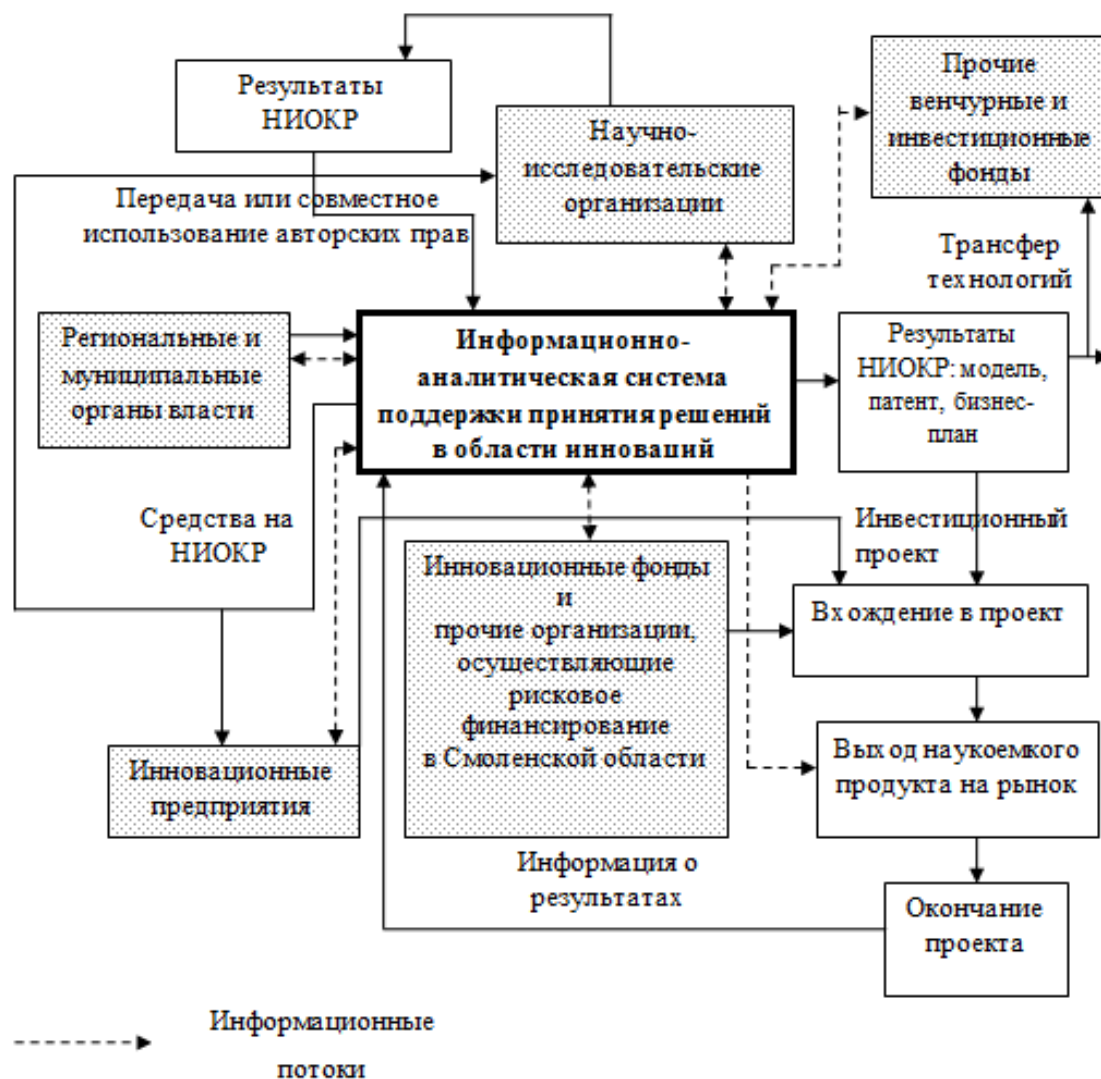 Результаты
НИОКР
Научно-
исследовательские
организации
Прочие
венчурные и
инвестиционные
фонды
Передача или совместное
использование авторских прав
Трансфер
технологий
Региональные и
муниципальные
органы власти
Информационно-
аналитическая система
поддержки принятия решений
в области инноваций
Результаты
НИОКР: модель,
патент, бизнес-
план
Средства на
НИОКР
Инвестиционный
проект
Инновационные фонды
и
прочие организации,
осуществляющие
рисковое
финансирование
в Смоленской области
Вхождение в проект
Инновационные
предприятия
Выход наукоемкого
продукта на рынок
Информация о
результатах
Окончание
проекта
Информационные
потоки